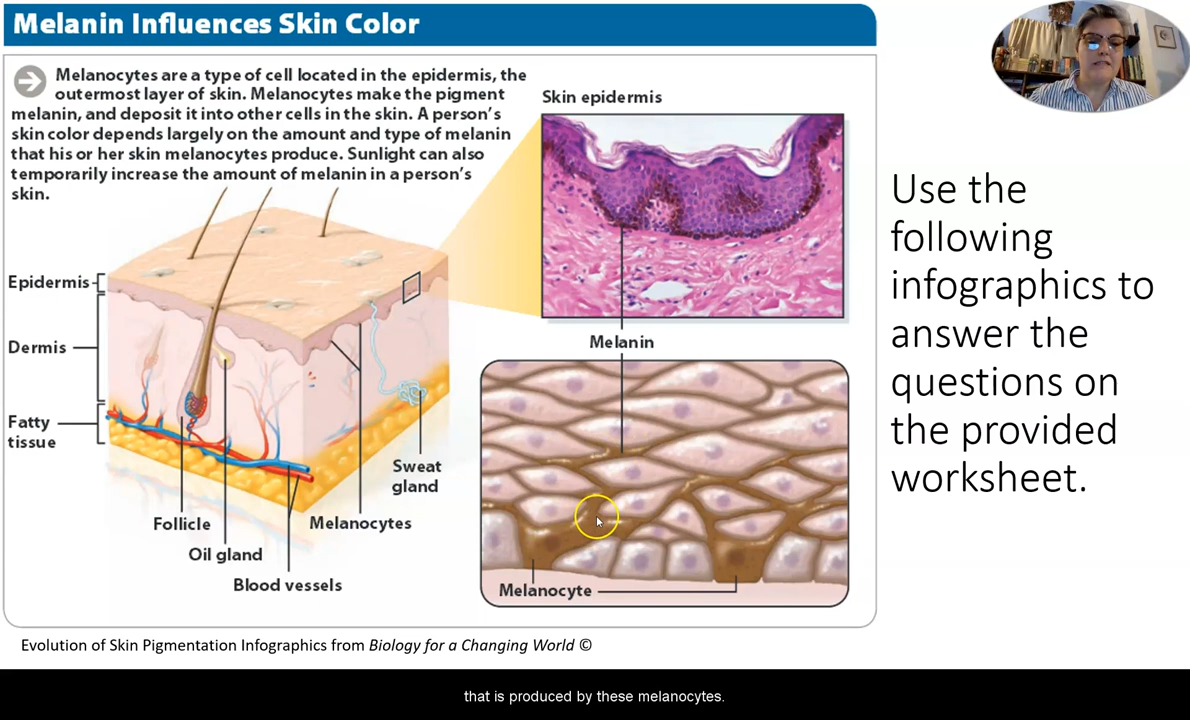 Melanin Influences Skin Color
Melanocytes are a type of cell located in the epidermis, the
outermost layer of skin. Melanocytes make the pigment
melanin, and deposit it into other cells in the skin. A person's
skin color depends largely on the amount and type of melanin
that his or her skin melanocytes produce. Sunlight can also
temporarily increase the amount of melanin in a person's
skin.
Skin epidermis
Epidermis
Dermis
Fatty
tissue
Follicle
Oil gland
Blood vessels
Melanocytes
Sweat
gland
Melanin
Melanocyte
Use the
following
infographics to
answer the
questions on
the provided
worksheet.
Evolution of Skin Pigmentation Infographics from Biology for a Changing World ©
that is produced by these melanocytes.